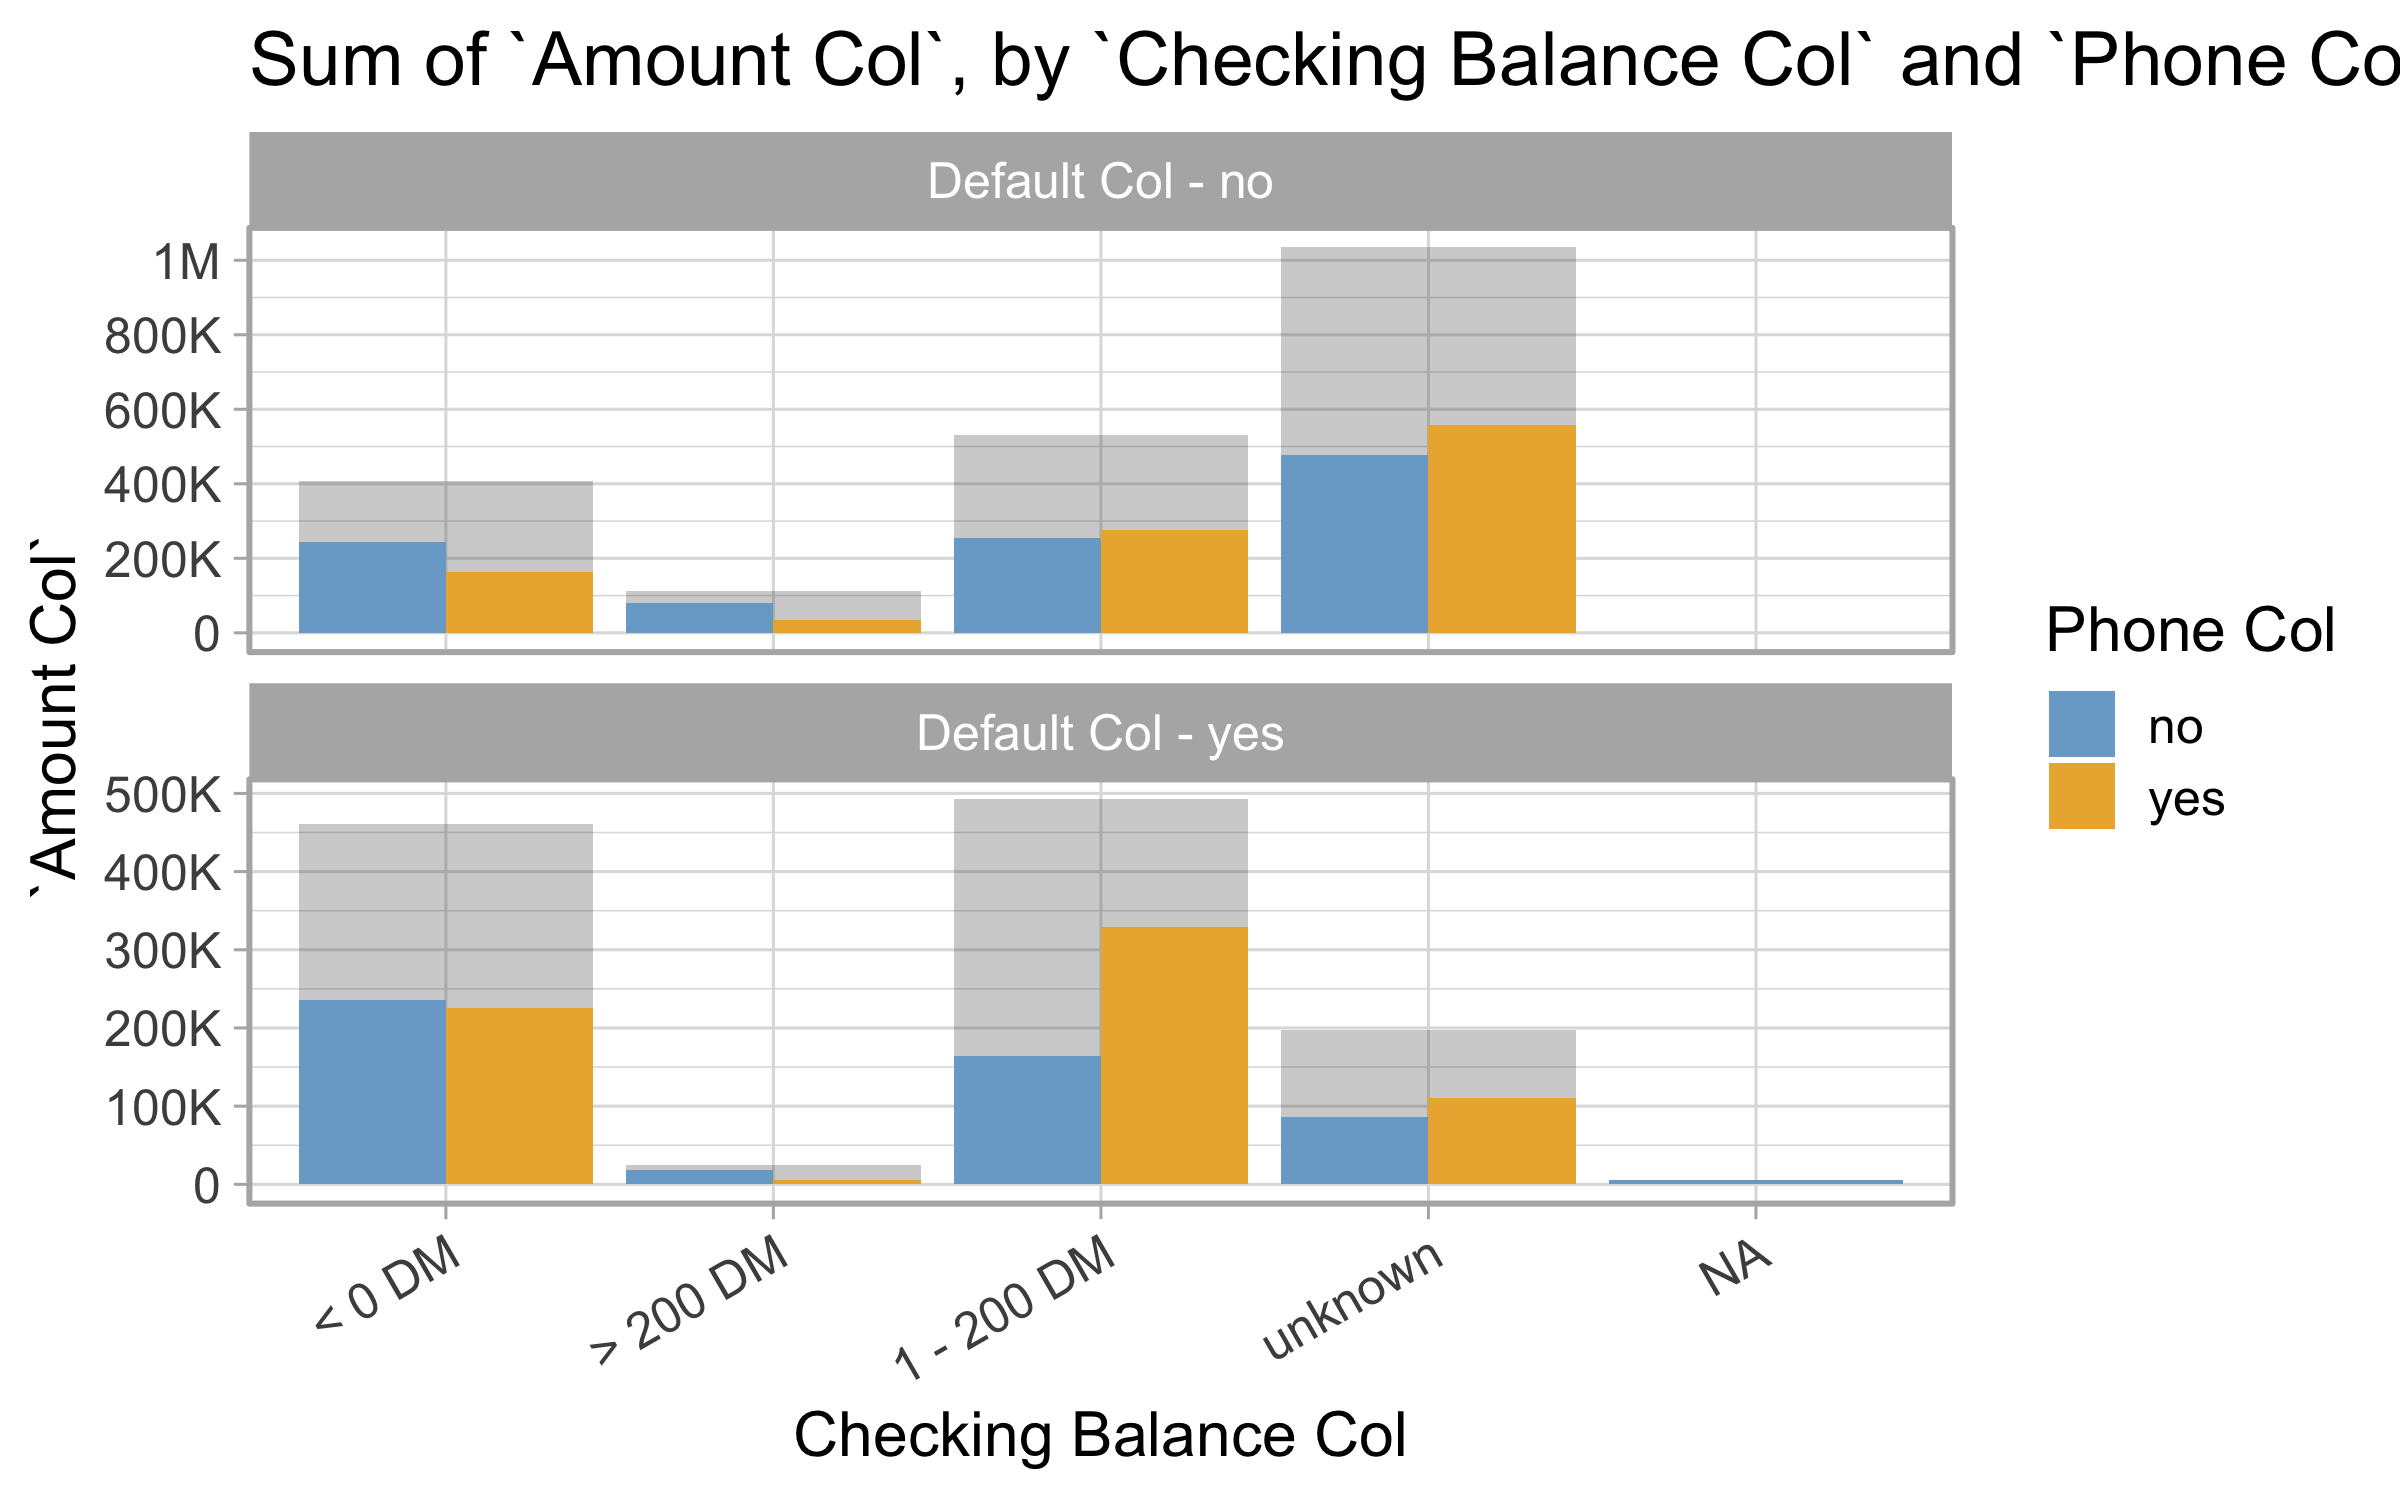 Sum of `Amount Col`, by `Checking Balance Col` and `Phone Co
Default Col - no
1M
800K
600K
400K
200K
0
Default Col - yes
500K
400K
300K
200K
100K
0
`Amount Col`
< 0 DM
> 200 DM
1 - 200 DM
unknown
NA
Checking Balance Col
Phone Col
no
yes